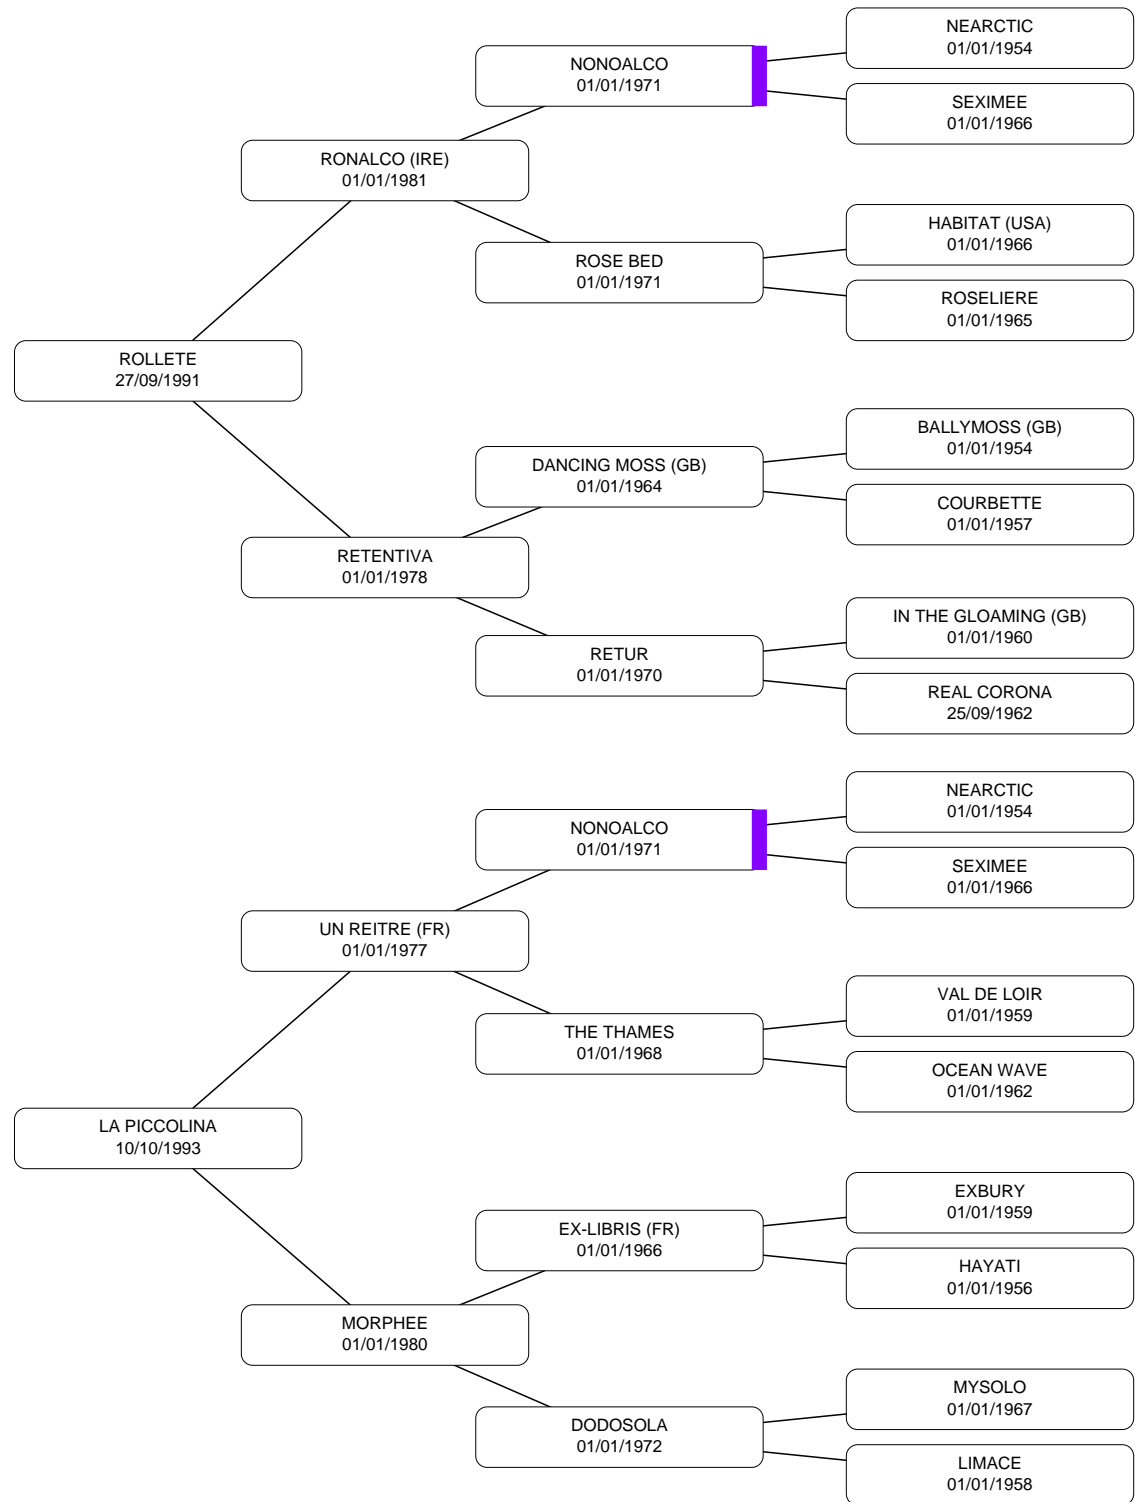 NEARCTIC
01/01/1954
NONOALCO
01/01/1971
SEXIMEE
01/01/1966
RONALCO (IRE)
01/01/1981
HABITAT (USA)
01/01/1966
ROSE BED
01/01/1971
ROSELIERE
01/01/1965
ROLLETE
27/09/1991
BALLYMOSS (GB)
01/01/1954
DANCING MOSS (GB)
01/01/1964
COURBETTE
01/01/1957
RETENTIVA
01/01/1978
IN THE GLOAMING (GB)
01/01/1960
RETUR
01/01/1970
REAL CORONA
25/09/1962
NEARCTIC
01/01/1954
NONOALCO
01/01/1971
SEXIMEE
01/01/1966
UN REITRE (FR)
01/01/1977
VAL DE LOIR
01/01/1959
THE THAMES
01/01/1968
OCEAN WAVE
01/01/1962
LA PICCOLINA
10/10/1993
EXBURY
01/01/1959
EX-LIBRIS (FR)
01/01/1966
HAYATI
01/01/1956
MORPHEE
01/01/1980
MYSOLO
01/01/1967
DODOSOLA
01/01/1972
LIMACE
01/01/1958